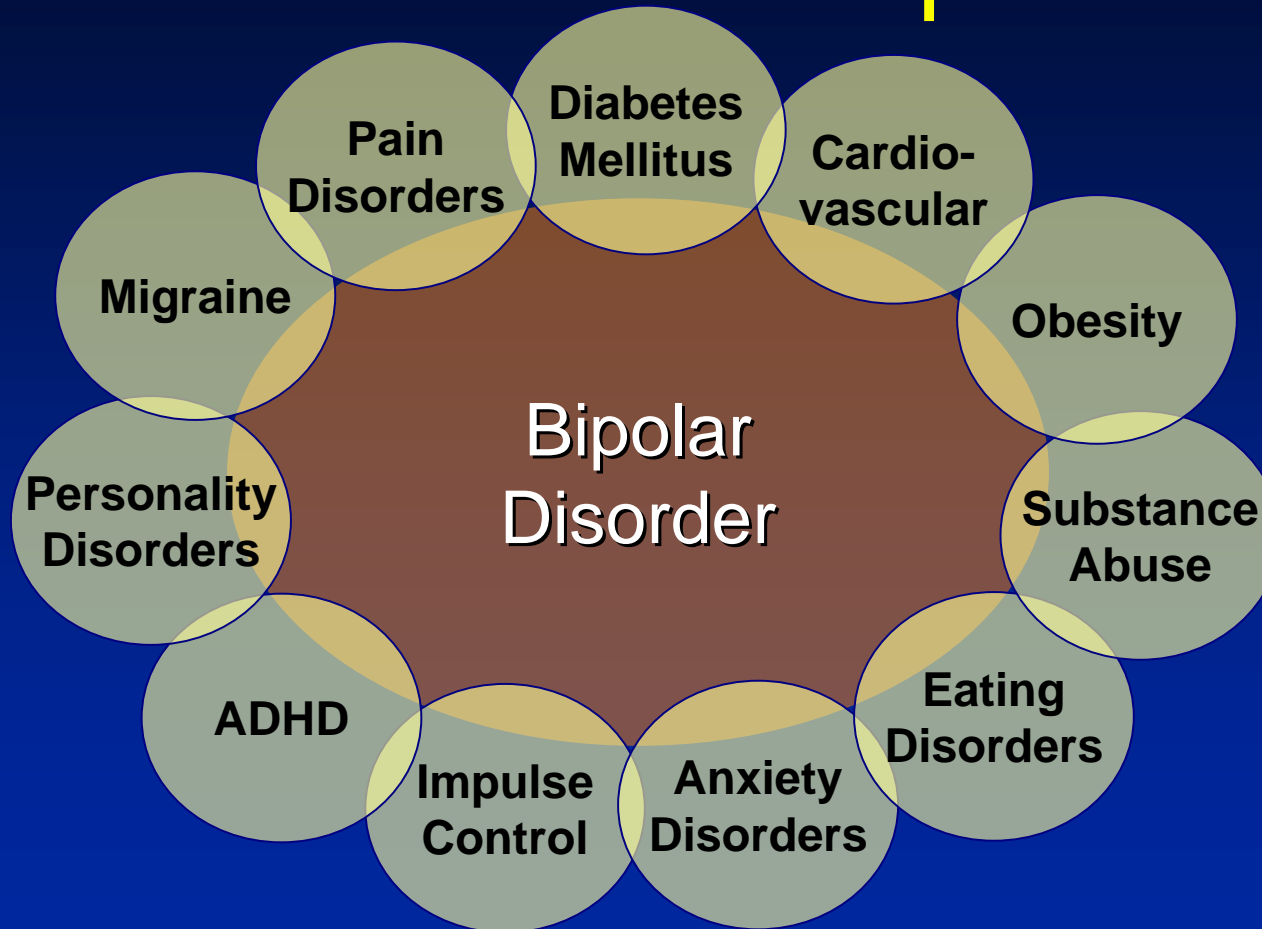 Diabetes
Mellitus
Cardio-
vascular
Pain
Disorders
Obesity
Migraine
Bipolar
Disorder
Substance
Abuse
Personality
Disorders
Eating
Disorders
ADHD
Anxiety
Disorders
Impulse
Control